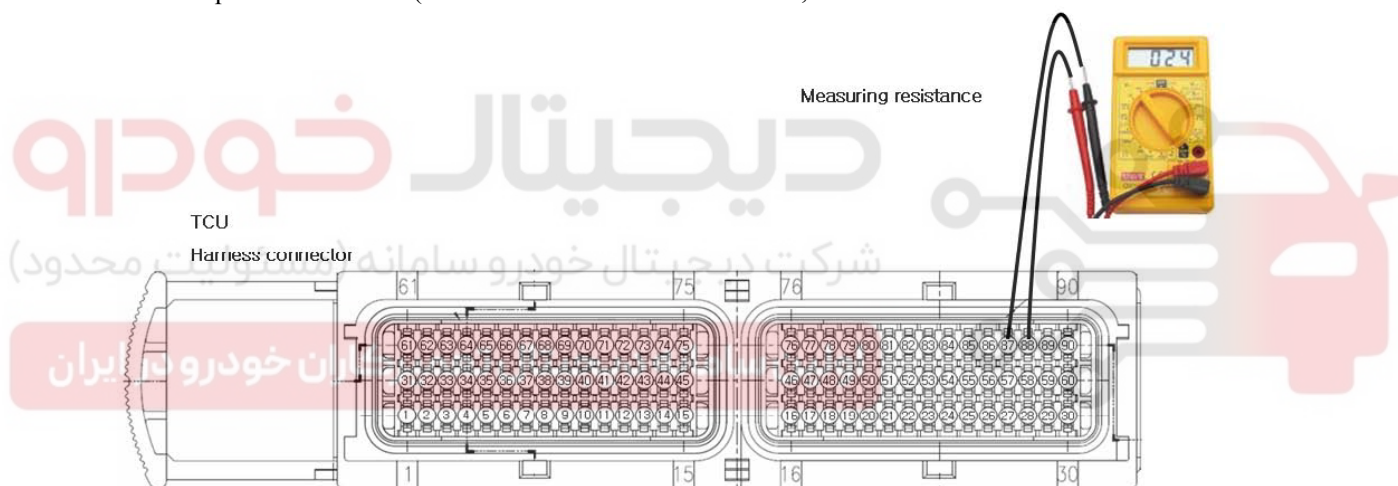 Measuring resistance
024
دیجیتال خودرو
TCU
Harness connector
شرکت دیجیتال خودرو سامانه (مسئولیت محدود)
61 75 76 90
61 62 63 64 65 66 67 68 69 70 71 72 73 74 75 76 77 78 79 80 81 82 83 84 85 86 87 88 89 90
31 32 33 34 35 36 37 38 39 40 41 42 43 44 45 46 47 48 49 50 51 52 53 54 55 56 57 58 59 60
1 2 3 4 5 6 7 8 9 10 11 12 13 14 15 16 17 18 19 20 21 22 23 24 25 26 27 28 29 30
1 15 16 30